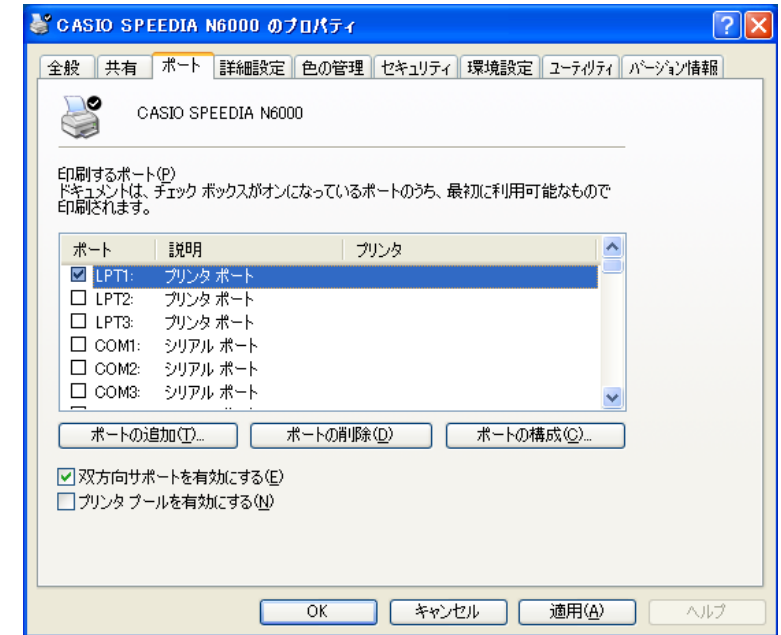 CASIO SPEEDIA N6000 のプロパティ
全般 共有 ポート 詳細設定 色の管理 セキュリティ 環境設定 ユーティリティ バージョン情報
CASIO SPEEDIA N6000
印刷するポート(P)
ドキュメントは、チェック ボックスがオンになっているポートのうち、最初に利用可能なもので
印刷されます。
ポート 説明 プリンタ
LPT1: プリンタ ポート
LPT2: プリンタ ポート
LPT3: プリンタ ポート
COM1: シリアル ポート
COM2: シリアル ポート
COM3: シリアル ポート
ポートの追加(T)... ポートの削除(D) ポートの構成(C)...
双方向サポートを有効にする(E)
プリンタ プールを有効にする(N)
OK キャンセル 適用(A) ヘルプ